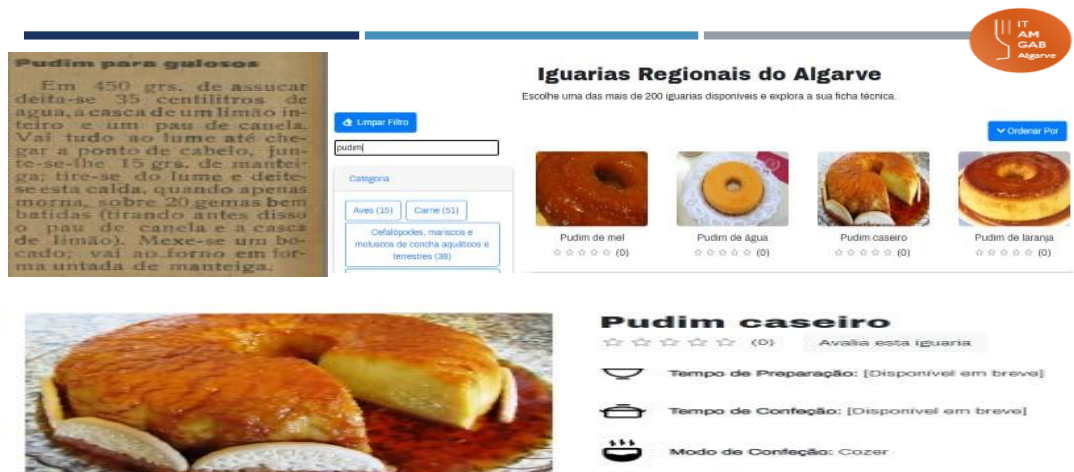 IT
AM
GAB
Algarve
Pudim para gulosos
Em 450 grs. de assucar
deita-se 35 centilitros de
agua, a casca de um limão in-
teiro e um pau de canela.
Vai tudo ao lume até che-
gar a ponto de cabelo, jun-
te-se-lhe 15 grs. de mantei-
ga; tire-se do lume e deite-
se esta calda, quando apenas
morna, sobre 20 gemas bem
batidas (tirando antes disso
o pau de canela e a casca
de limão). Mexe-se um bo-
cado; vai ao forno em for-
ma untada de manteiga.
Iguarias Regionais do Algarve
Escolhe uma das mais de 200 iguarias disponíveis e explora a sua ficha técnica.
Limpar Filtro
Ordenar Por
pudim
Categoria
Aves (15) Carne (51)
Cefalópodes, mariscos e
moluscos de concha aquáticos e
terrestres (38)
Pudim de mel
(0)
Pudim de água
(0)
Pudim caseiro
(0)
Pudim de laranja
(0)
Pudim caseiro
(0) Avalia esta iguaria
Tempo de Preparação: [Disponível em breve]
Tempo de Confeção: [Disponível em breve]
Modo de Confeção: Cozer